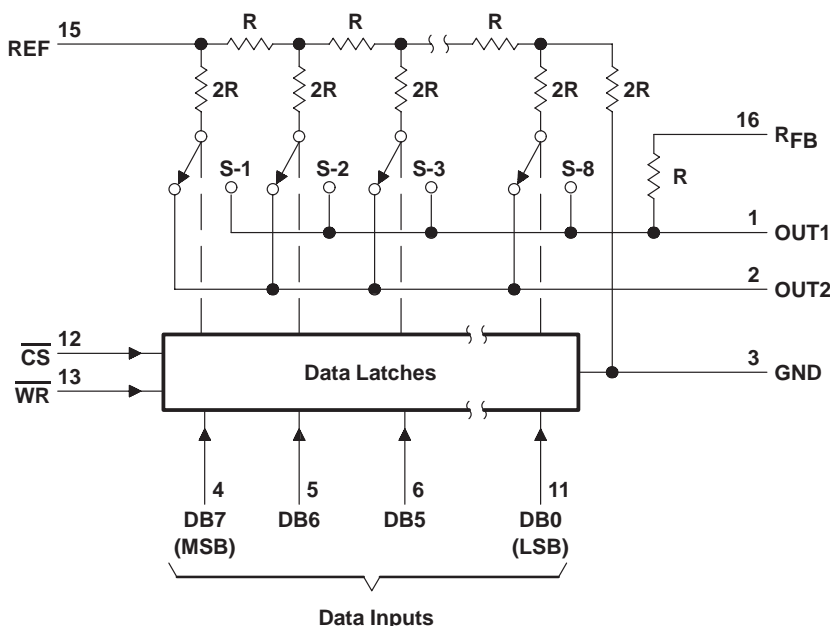 15
REF
R
R
R
2R
2R
2R
2R
2R
16
RFB
R
S-1
S-2
S-3
S-8
1
OUT1
2
OUT2
12
CS
13
WR
Data Latches
3
GND
4
5
6
11
DB7
(MSB)
DB6
DB5
DB0
(LSB)
Data Inputs